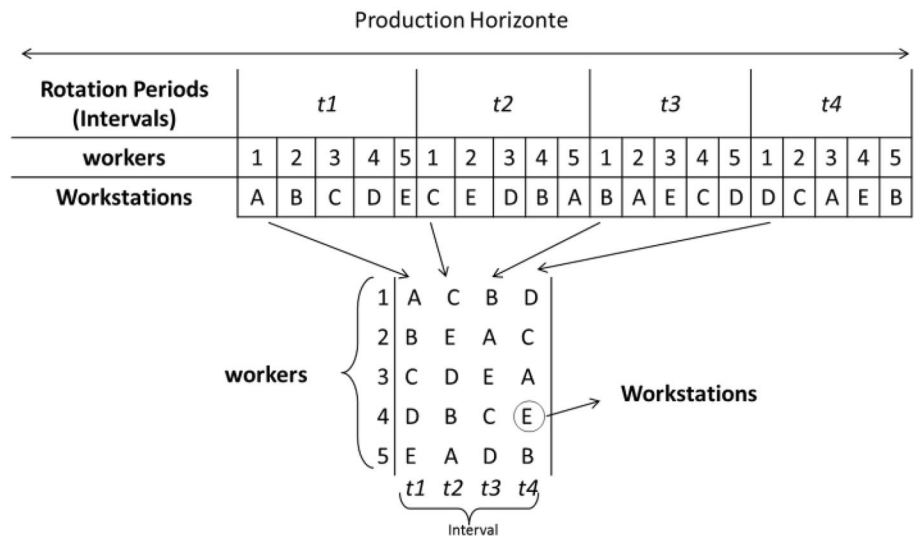 Production Horizonte
Rotation Periods
(Intervals)
t1 t2 t3 t4
workers 1 2 3 4 5 1 2 3 4 5 1 2 3 4 5 1 2 3 4 5
Workstations A B C D E C E D B A B A E C D D C A E B
1 A C B D
2 B E A C
workers
3 C D E A
Workstations
4 D B C E
5 E A D B
t1 t2 t3 t4
Interval